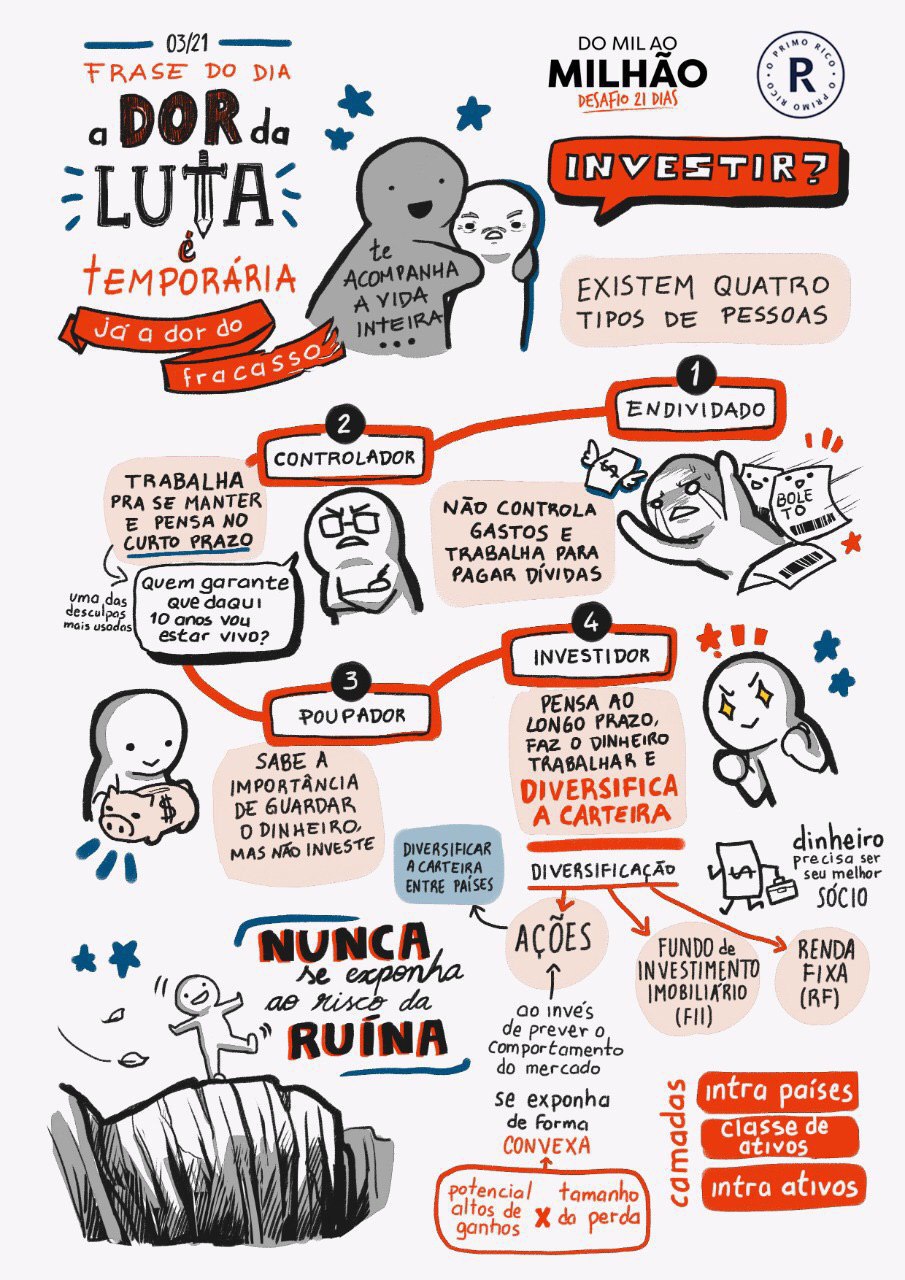 03/21
FRASE DO DIA
a DOR da
LUTA
é
TEMPORÁRIA
já a dor do
fracasso
te
ACOMPANHA
A VIDA
INTEIRA
...
DO MIL AO
MILHÃO
DESAFIO 21 DIAS
O PRIMO RICO • O PRIMO RICO •
R
INVESTIR?
EXISTEM QUATRO
TIPOS DE PESSOAS
1
ENDIVIDADO
NÃO CONTROLA
GASTOS E
TRABALHA PARA
PAGAR DÍVIDAS
$
BOLE
TO
2
CONTROLADOR
TRABALHA
PRA SE MANTER
E PENSA NO
CURTO PRAZO
uma das
desculpas
mais usadas
Quem garante
que daqui
10 anos vou
estar vivo?
3
POUPADOR
SABE A
IMPORTÂNCIA
DE GUARDAR
O DINHEIRO,
MAS NÃO INVESTE
$
4
INVESTIDOR
PENSA AO
LONGO PRAZO,
FAZ O DINHEIRO
TRABALHAR E
DIVERSIFICA
A CARTEIRA
$
dinheiro
precisa ser
seu melhor
SÓCIO
DIVERSIFICAÇÃO
DIVERSIFICAR
A CARTEIRA
ENTRE PAÍSES
AÇÕES
FUNDO de
INVESTIMENTO
IMOBILIÁRIO
(FII)
RENDA
FIXA
(RF)
ao invés
de prever o
comportamento
do mercado
se exponha
de forma
CONVEXA
potencial
altos de
ganhos
X
tamanho
da perda
camadas
intra países
classe de
ativos
intra ativos
NUNCA
se exponha
ao risco da
RUÍNA